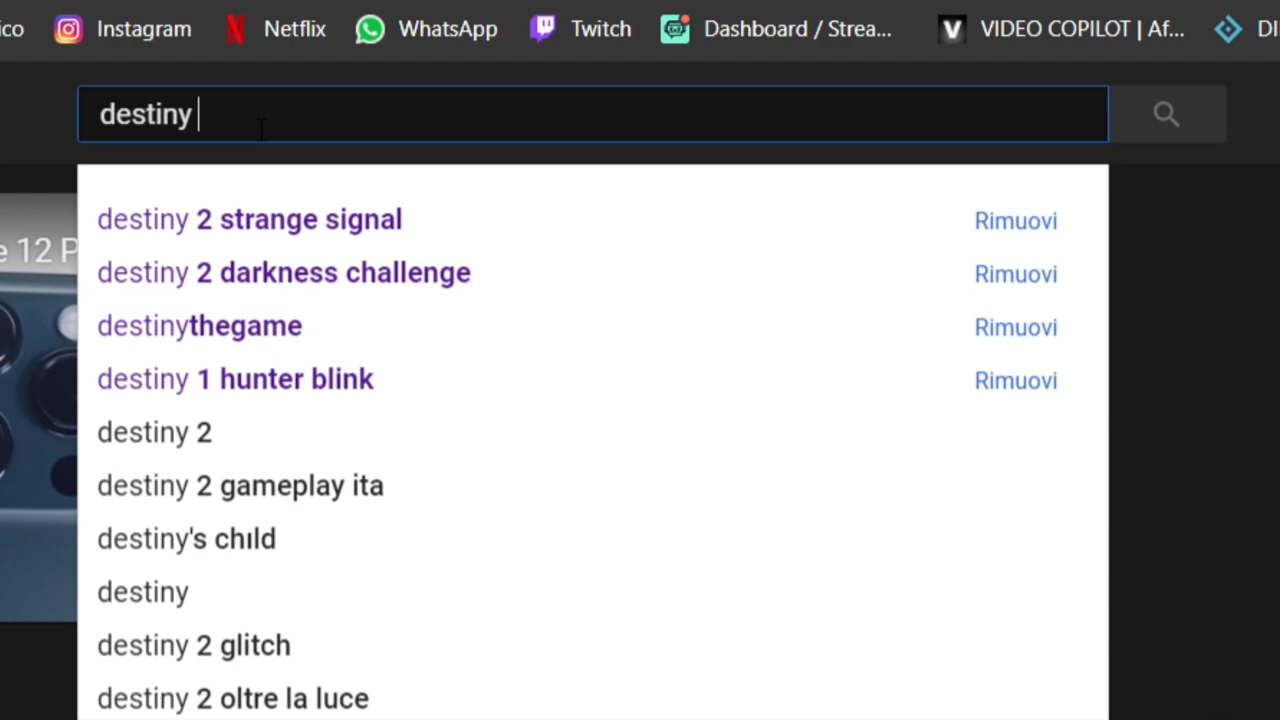 ico Instagram Netflix WhatsApp Twitch Dashboard / Strea... V VIDEO COPILOT | Af... DI
destiny
e 12 P
destiny 2 strange signal Rimuovi
destiny 2 darkness challenge Rimuovi
destinythegame Rimuovi
destiny 1 hunter blink Rimuovi
destiny 2
destiny 2 gameplay ita
destiny's chıld
destiny
destiny 2 glitch
destiny 2 oltre la luce